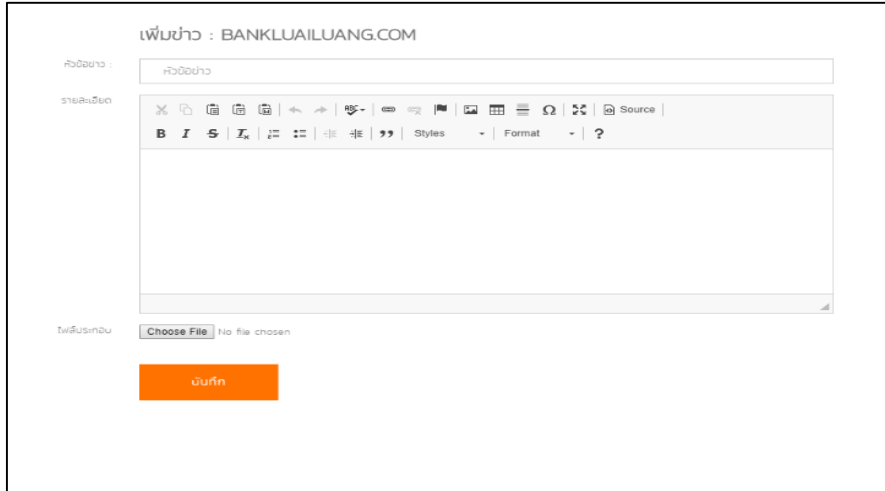 เพิ่มข่าว : BANKLUAILUANG.COM
หัวข้อข่าว :
หัวข้อข่าว
รายละเอียด
ABC
Source
B I S Ix Styles Format ?
ไฟล์ประกอบ
Choose File No file chosen
บันทึก